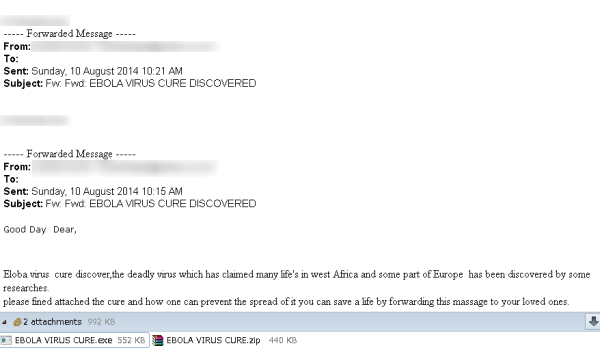 ----- Forwarded Message -----
From:
To:
Sent: Sunday, 10 August 2014 10:21 AM
Subject: Fw: Fwd: EBOLA VIRUS CURE DISCOVERED
----- Forwarded Message -----
From:
To:
Sent: Sunday, 10 August 2014 10:15 AM
Subject: Fw: Fwd: EBOLA VIRUS CURE DISCOVERED
Good Day Dear,
Eloba virus cure discover,the deadly virus which has claimed many life's in west Africa and some part of Europe has been discovered by some
researches.
please fined attached the cure and how one can prevent the spread of it you can save a life by forwarding this massage to your loved ones.
2 attachments 992 KB
EBOLA VIRUS CURE.exe 552 KB EBOLA VIRUS CURE.zip 440 KB